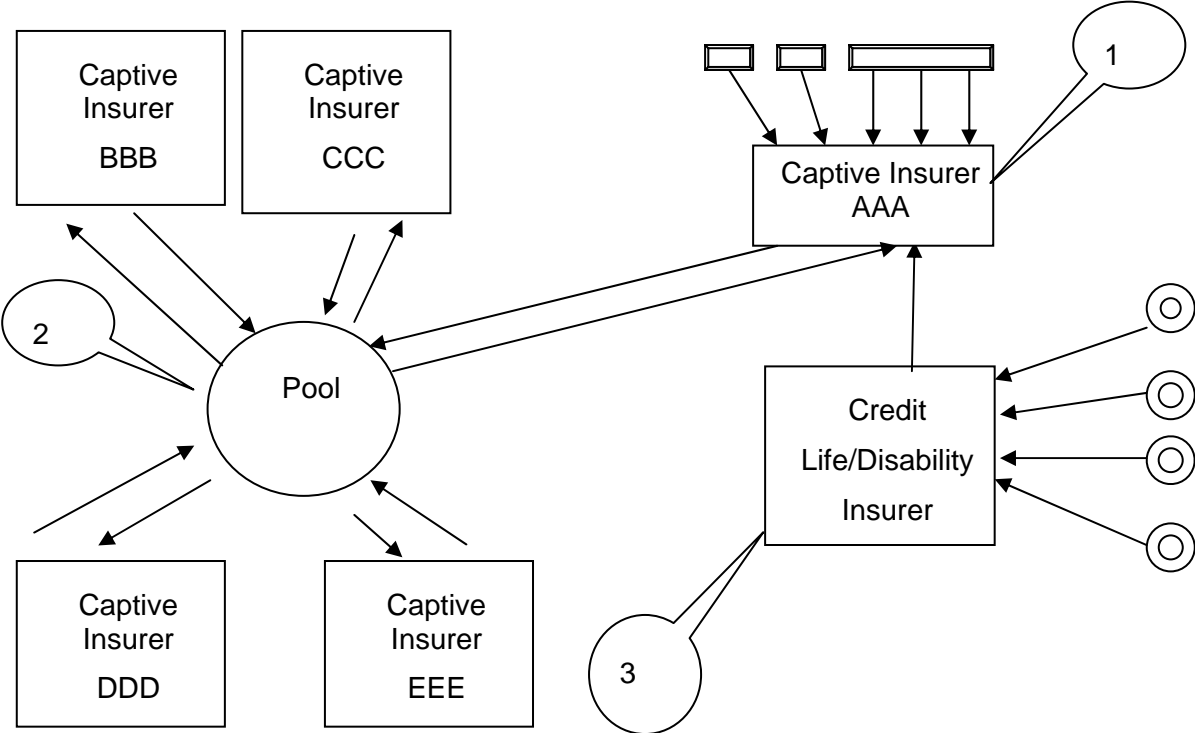 Captive
Insurer
BBB
Captive
Insurer
CCC
1
Captive Insurer
AAA
2
Pool
Credit
Life/Disability
Insurer
Captive
Insurer
DDD
Captive
Insurer
EEE
3